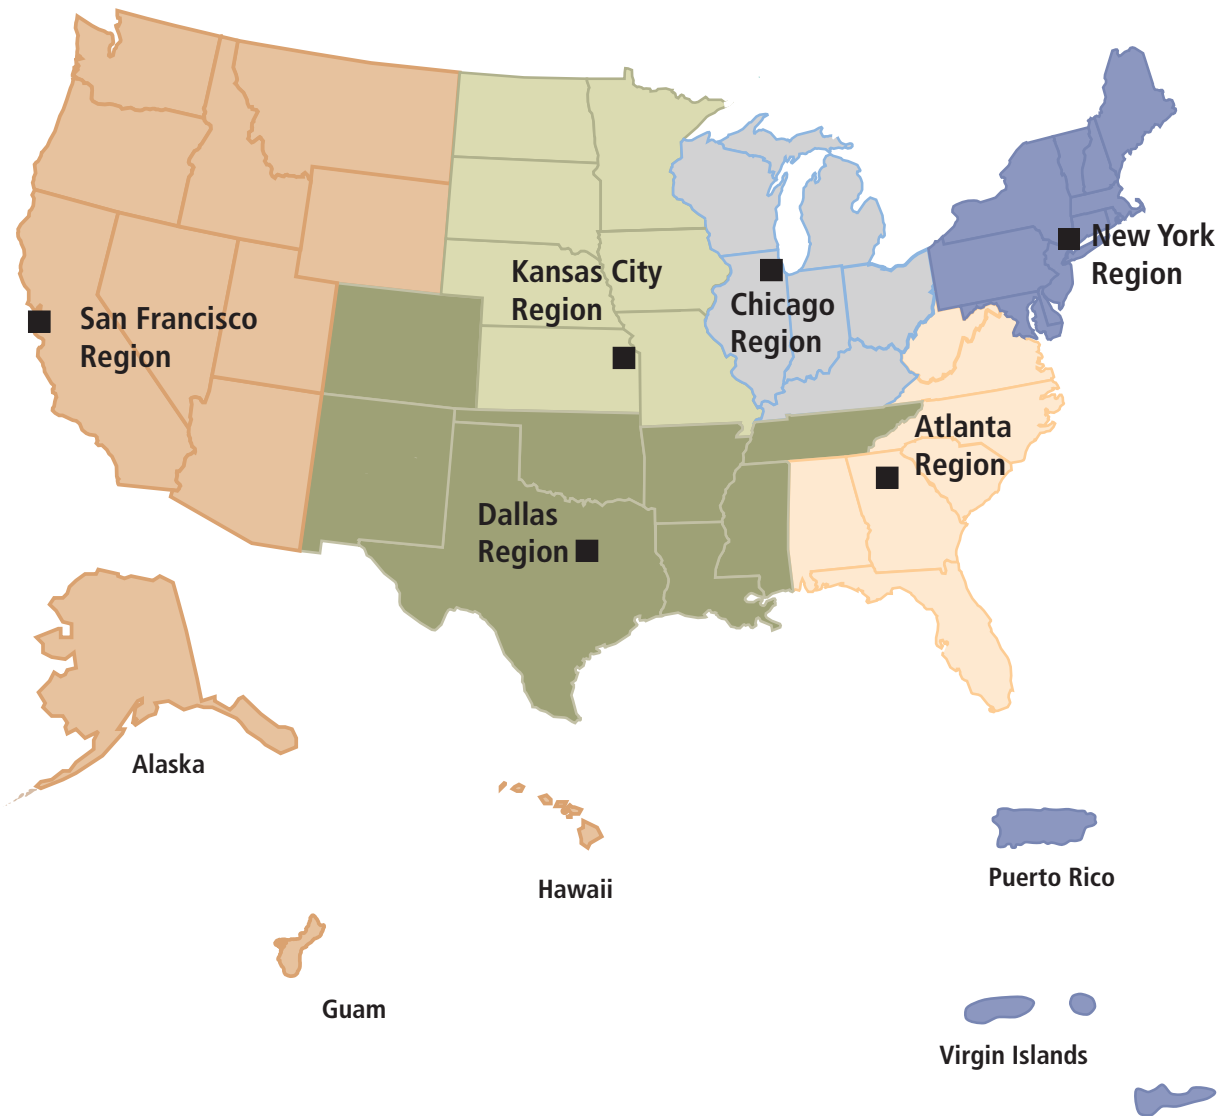 New York
Region
Kansas City
Region
Chicago
Region
San Francisco
Region
Atlanta
Region
Dallas
Region
Alaska
Hawaii
Puerto Rico
Guam
Virgin Islands